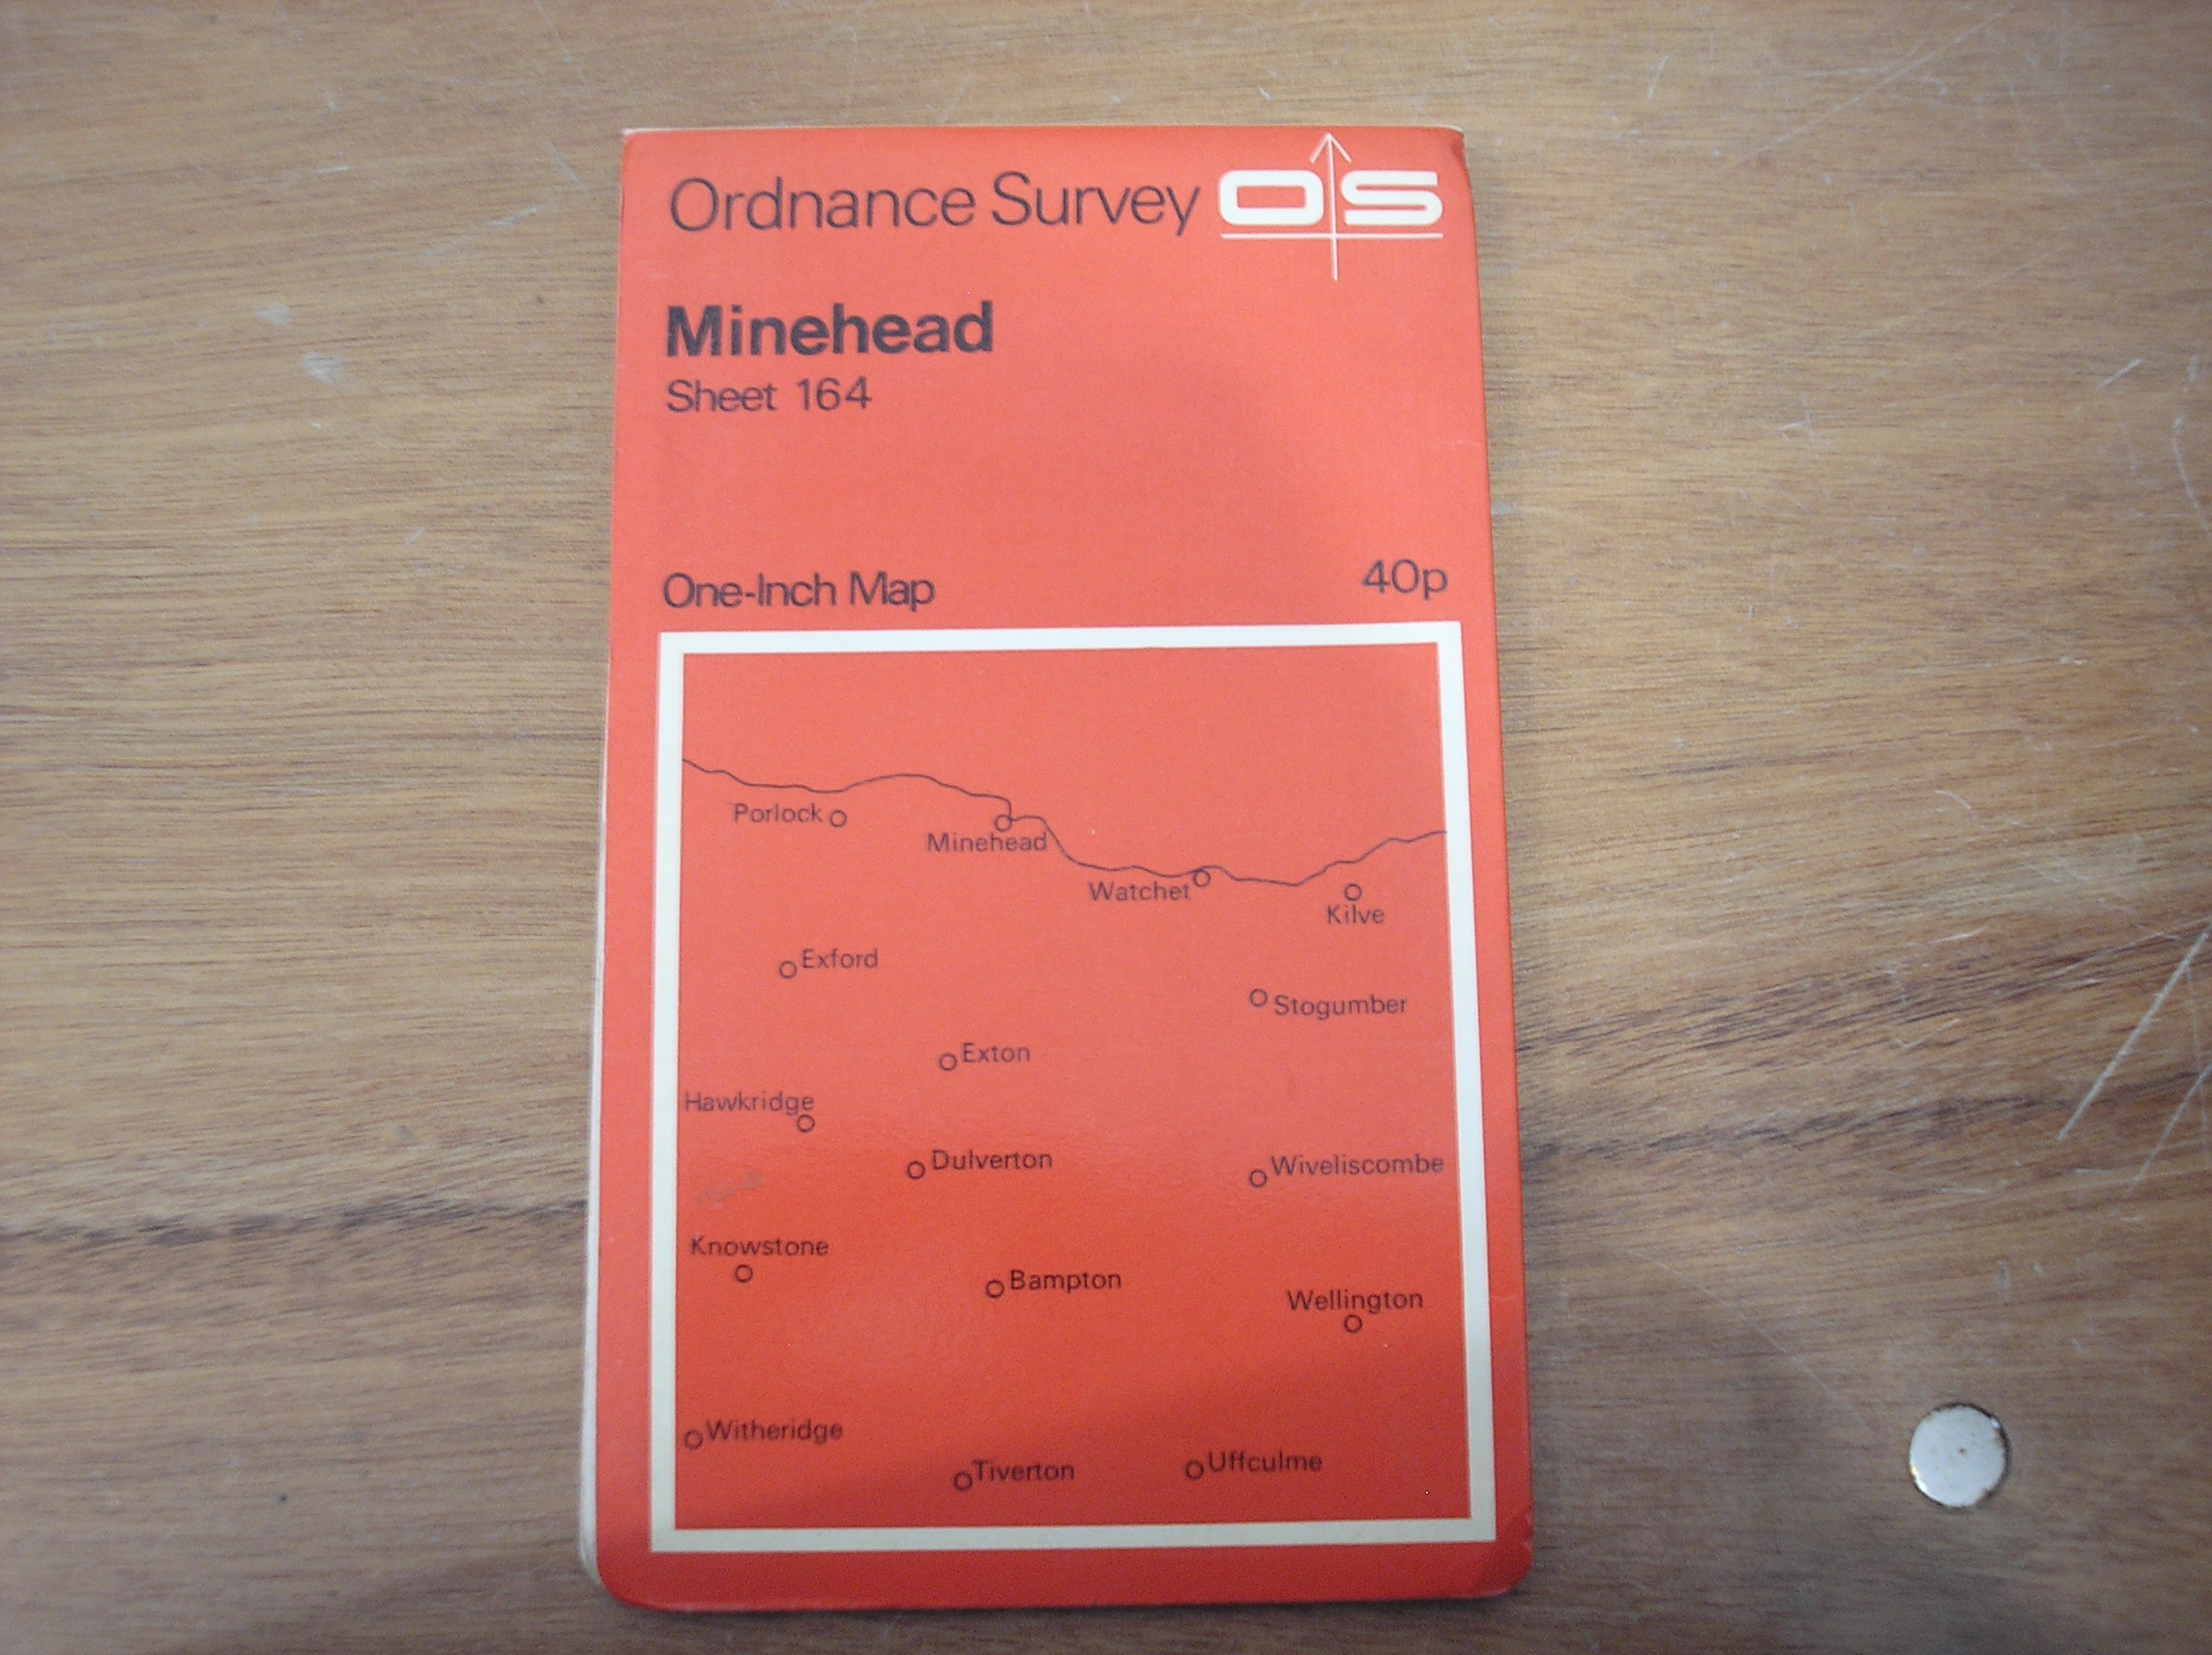 Ordnance Survey OS
Minehead
Sheet 164
One-Inch Map 40p
Porlock
Minehead
Watchet
Kilve
Exford
Stogumber
Exton
Hawkridge
Dulverton
Wiveliscombe
Knowstone
Bampton
Wellington
Witheridge
Uffculme
Tiverton